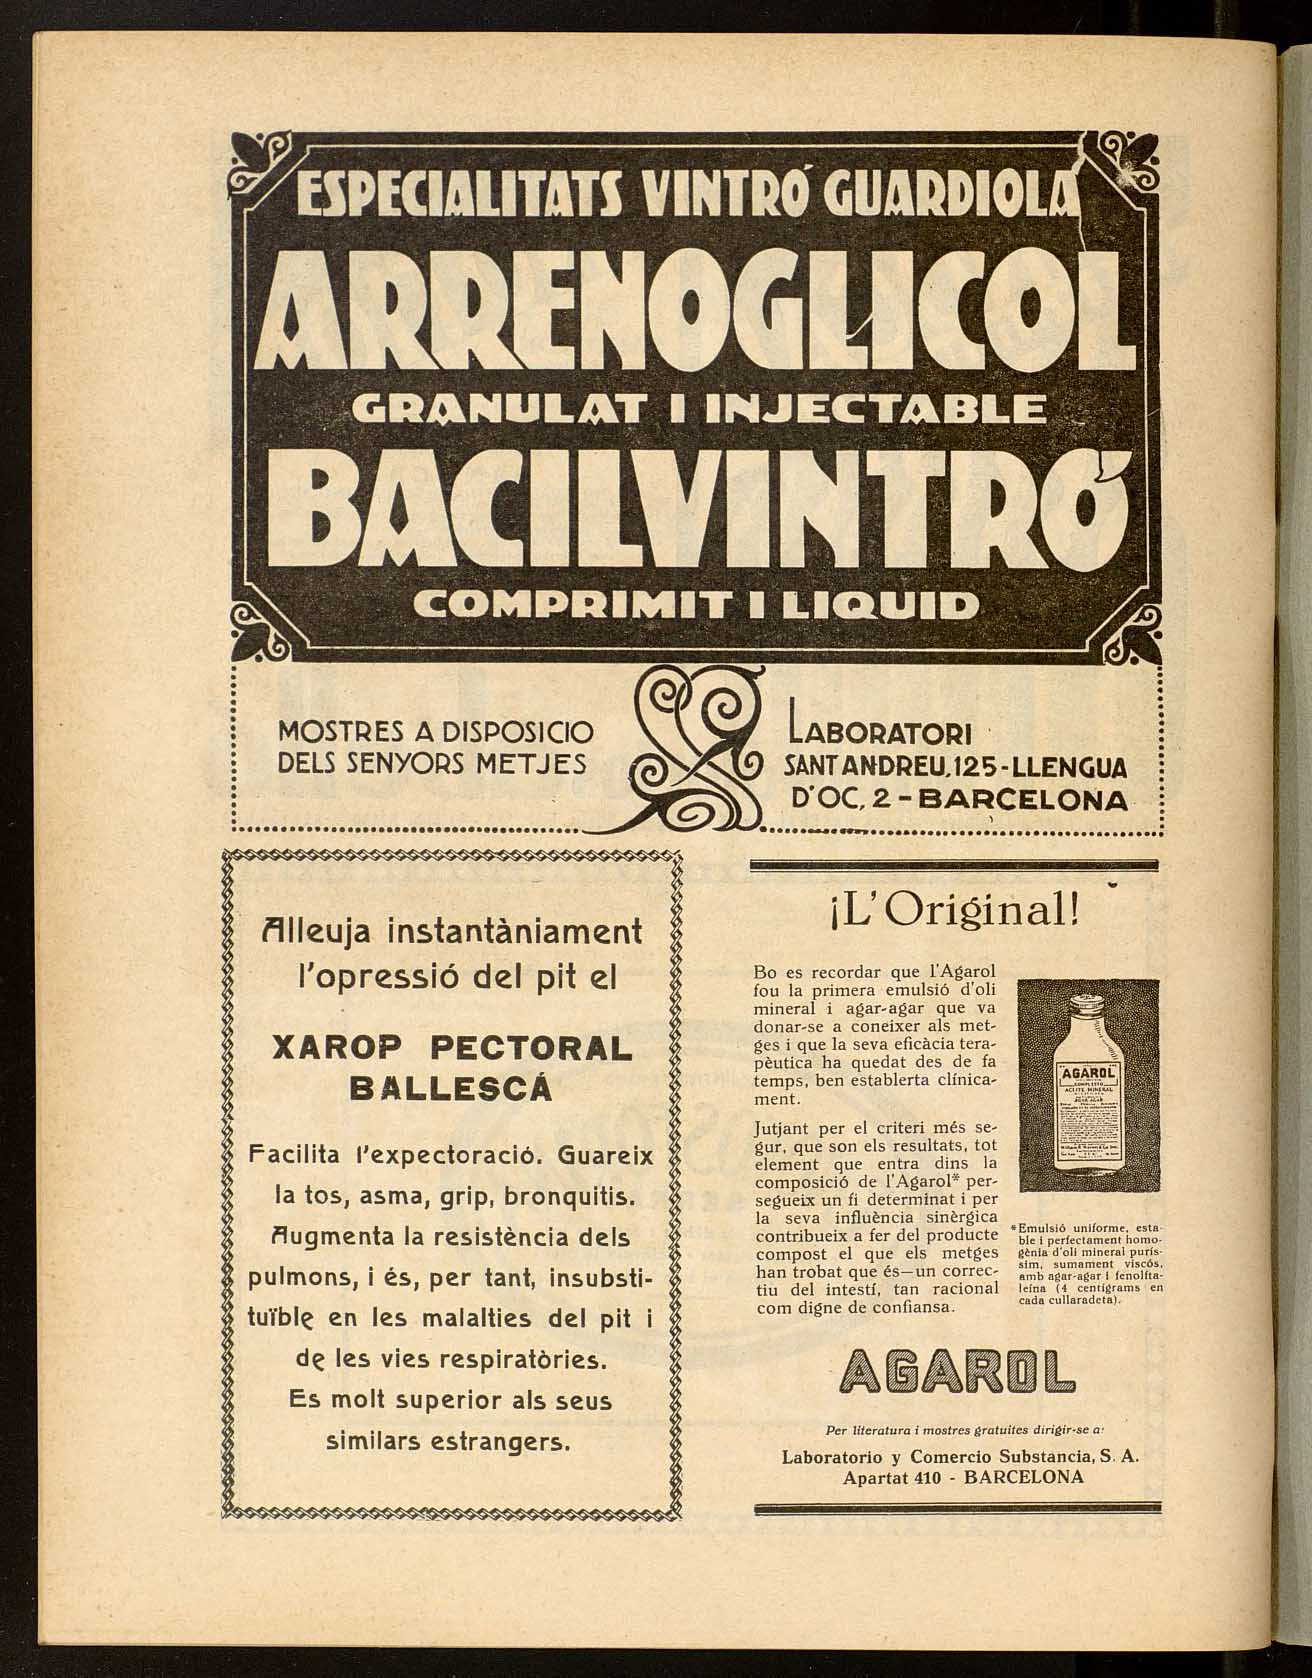 ESPECIALITATS VINTRÓ GUARDIOLA
ARRENOGLICOL
GRANULAT I INJECTABLE
BACILVINTRÓ
COMPRIMIT I LIQUID
MOSTRES A DISPOSICIO
DELS SENYORS METJES
LABORATORI
SANT ANDREU, 125-LLENGUA
D'OC, 2 - BARCELONA
Alleuja instantàniament
l'opressió del pit el
XAROP PECTORAL
BALLESCÁ
Facilita l'expectoració. Guareix
la tos, asma, grip, bronquitis.
Augmenta la resistència dels
pulmons, i és, per tant, insubsti-
tuïble en les malalties del pit i
de les vies respiratòries.
Es molt superior als seus
similars estrangers.
¡L'Original!
Bo es recordar que l'Agarol
fou la primera emulsió d'oli
mineral i agar-agar que va
donar-se a coneixer als met-
ges i que la seva eficàcia tera-
pèutica ha quedat des de fa
temps, ben establerta clínica-
ment.
Jutjant per el criteri més se-
gur, que son els resultats, tot
element que entra dins la
composició de l'Agarol* per-
segueix un fi determinat i per
la seva influència sinèrgica
contribueix a fer del producte
compost el que els metges
han trobat que és—un correc-
tiu del intestí, tan racional
com digne de confiansa.
AGAROL
COMPUESTO
ACEITE MINERAL
AGAR AGAR
*Emulsió uniforme, esta-
ble i perfectament homo-
gènia d'oli mineral purís-
sim, sumament viscós,
amb agar-agar i fenolfta-
leína (4 centígrams en
cada cullaradeta).
AGAROL
Per literatura i mostres gratuites dirigir-se a:
Laboratorio y Comercio Substancia, S. A.
Apartat 410 - BARCELONA